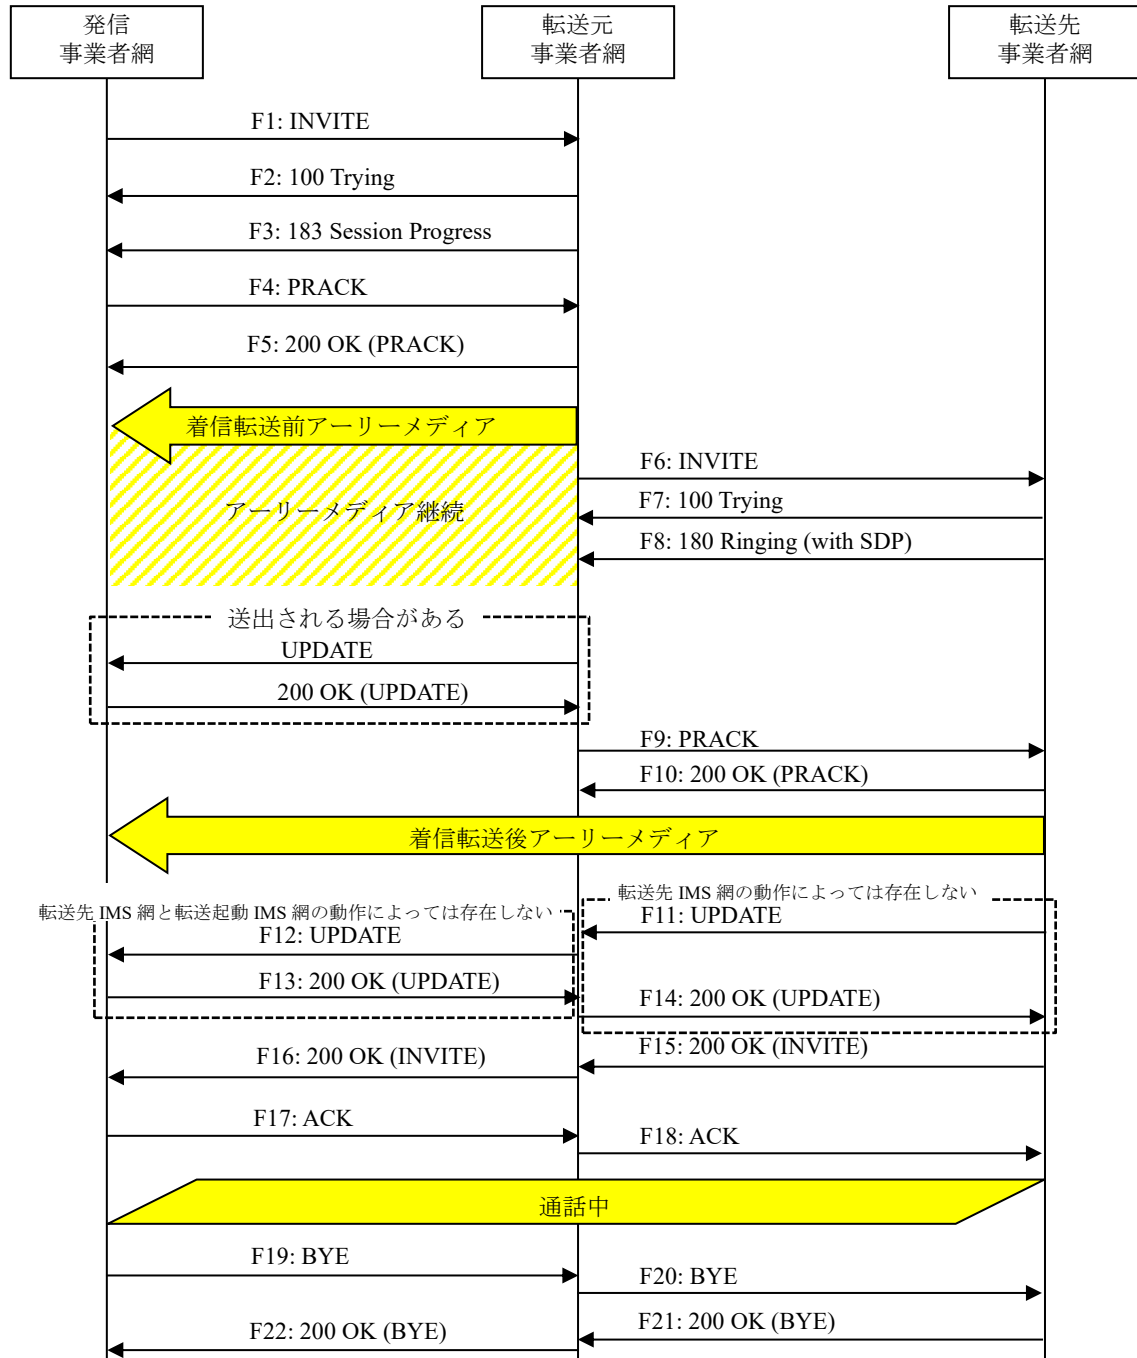 発信
事業者網
転送元
事業者網
転送先
事業者網
F1: INVITE
F2: 100 Trying
F3: 183 Session Progress
F4: PRACK
F5: 200 OK (PRACK)
着信転送前アーリーメディア
F6: INVITE
アーリーメディア継続
F7: 100 Trying
F8: 180 Ringing (with SDP)
送出される場合がある
UPDATE
200 OK (UPDATE)
F9: PRACK
F10: 200 OK (PRACK)
着信転送後アーリーメディア
転送先 IMS 網の動作によっては存在しない
転送先 IMS 網と転送起動 IMS 網の動作によっては存在しない
F11: UPDATE
F12: UPDATE
F13: 200 OK (UPDATE)
F14: 200 OK (UPDATE)
F15: 200 OK (INVITE)
F16: 200 OK (INVITE)
F17: ACK
F18: ACK
通話中
F19: BYE
F20: BYE
F21: 200 OK (BYE)
F22: 200 OK (BYE)